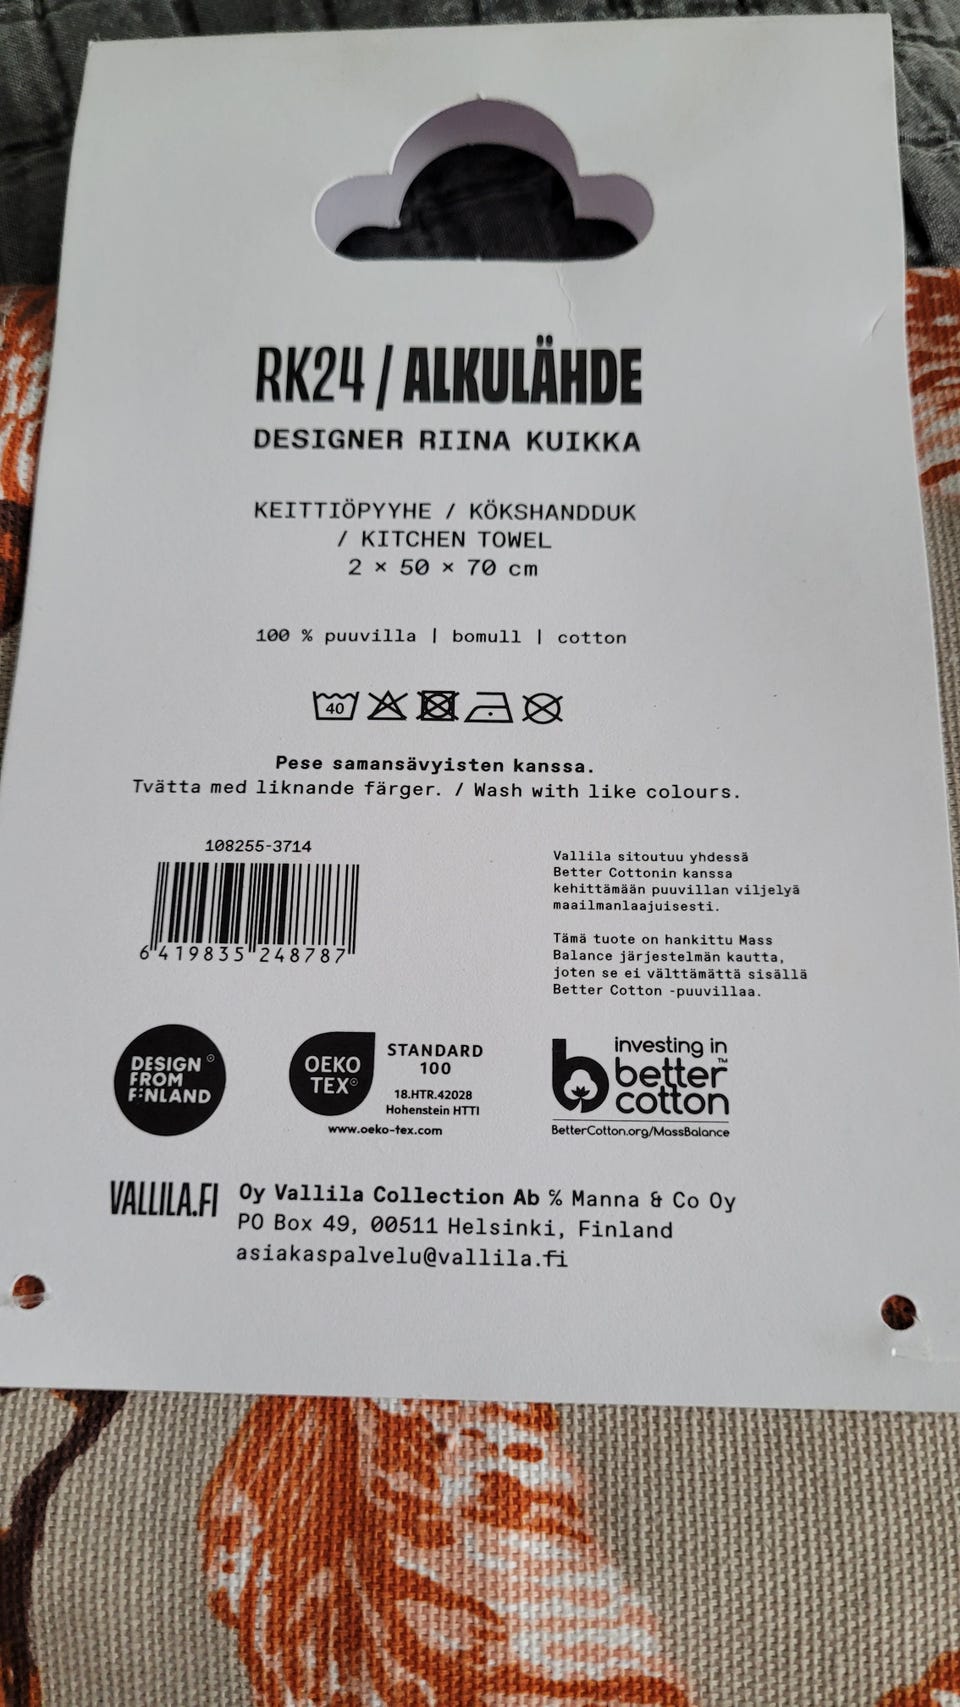 RK24 / ALKULÄHDE
DESIGNER RIINA KUIKKA
KEITTIÖPYYHE / KÖKSHANDDUK
/ KITCHEN TOWEL
2 × 50 × 70 cm
100 % puuvilla | bomull | cotton
40
Pese samansävyisten kanssa.
Tvätta med liknande färger. / Wash with like colours.
108255-3714
6 419835 248787
Vallila sitoutuu yhdessä
Better Cottonin kanssa
kehittämään puuvillan viljelyä
maailmanlaajuisesti.
Tämä tuote on hankittu Mass
Balance järjestelmän kautta,
joten se ei välttämättä sisällä
Better Cotton -puuvillaa.
DESIGN
FROM
FINLAND
OEKO
TEX®
STANDARD
100
18.HTR.42028
Hohenstein HTTI
www.oeko-tex.com
investing in
better™
cotton
BetterCotton.org/MassBalance
VALLILA.FI
Oy Vallila Collection Ab % Manna & Co Oy
PO Box 49, 00511 Helsinki, Finland
asiakaspalvelu@vallila.fi